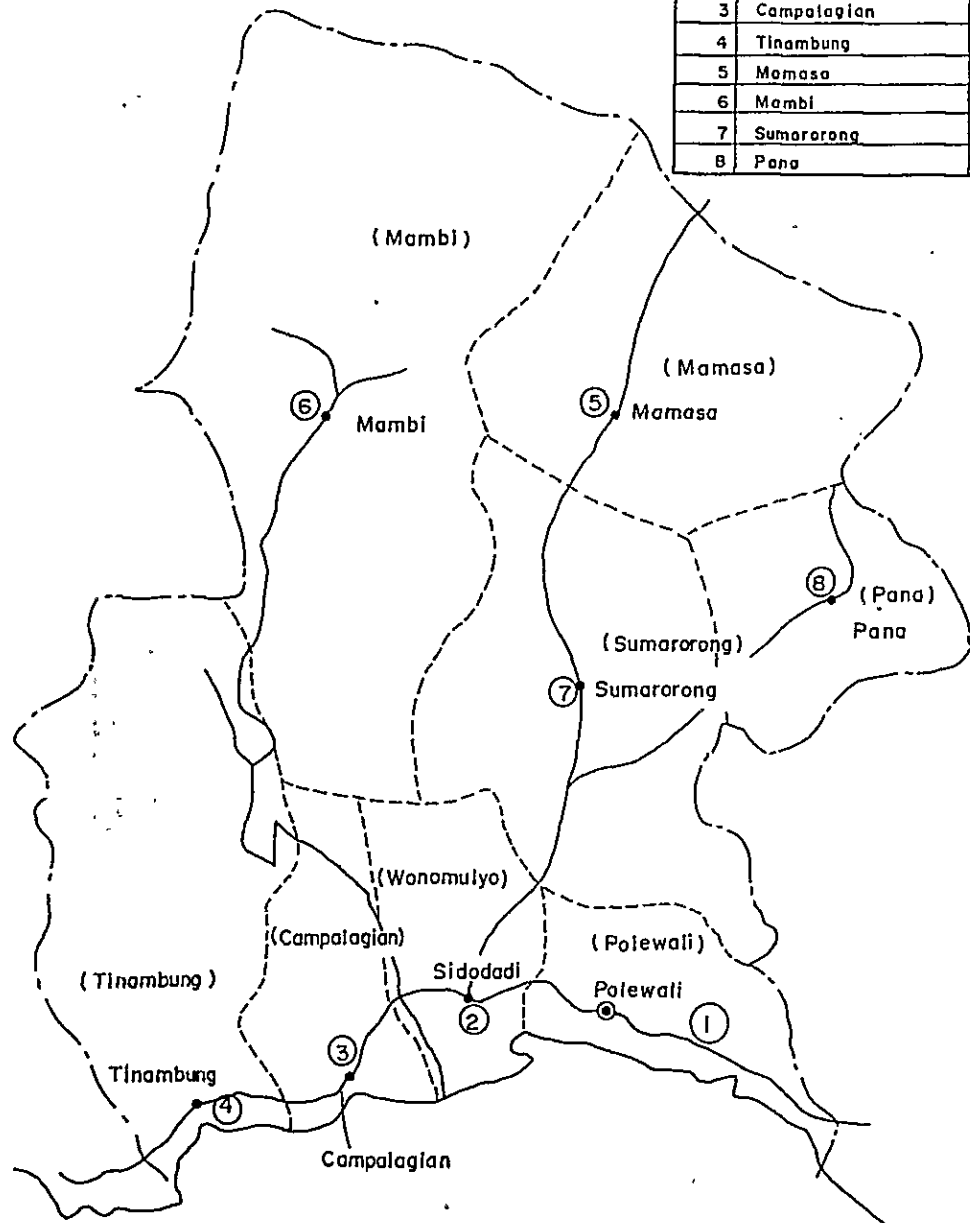 3 Campalagian
4 Tinambung
5 Mamasa
6 Mambi
7 Sumarorong
8 Pana
(Mambi)
(Mamasa)
6
Mambi
5
Mamasa
8
(Pana)
Pana
(Sumarorong)
7
Sumarorong
(Wonomulyo)
(Campalagian)
(Polewali)
(Tinambung)
Sidodadi
Polewali
2
1
3
Tinambung
4
Campalagian